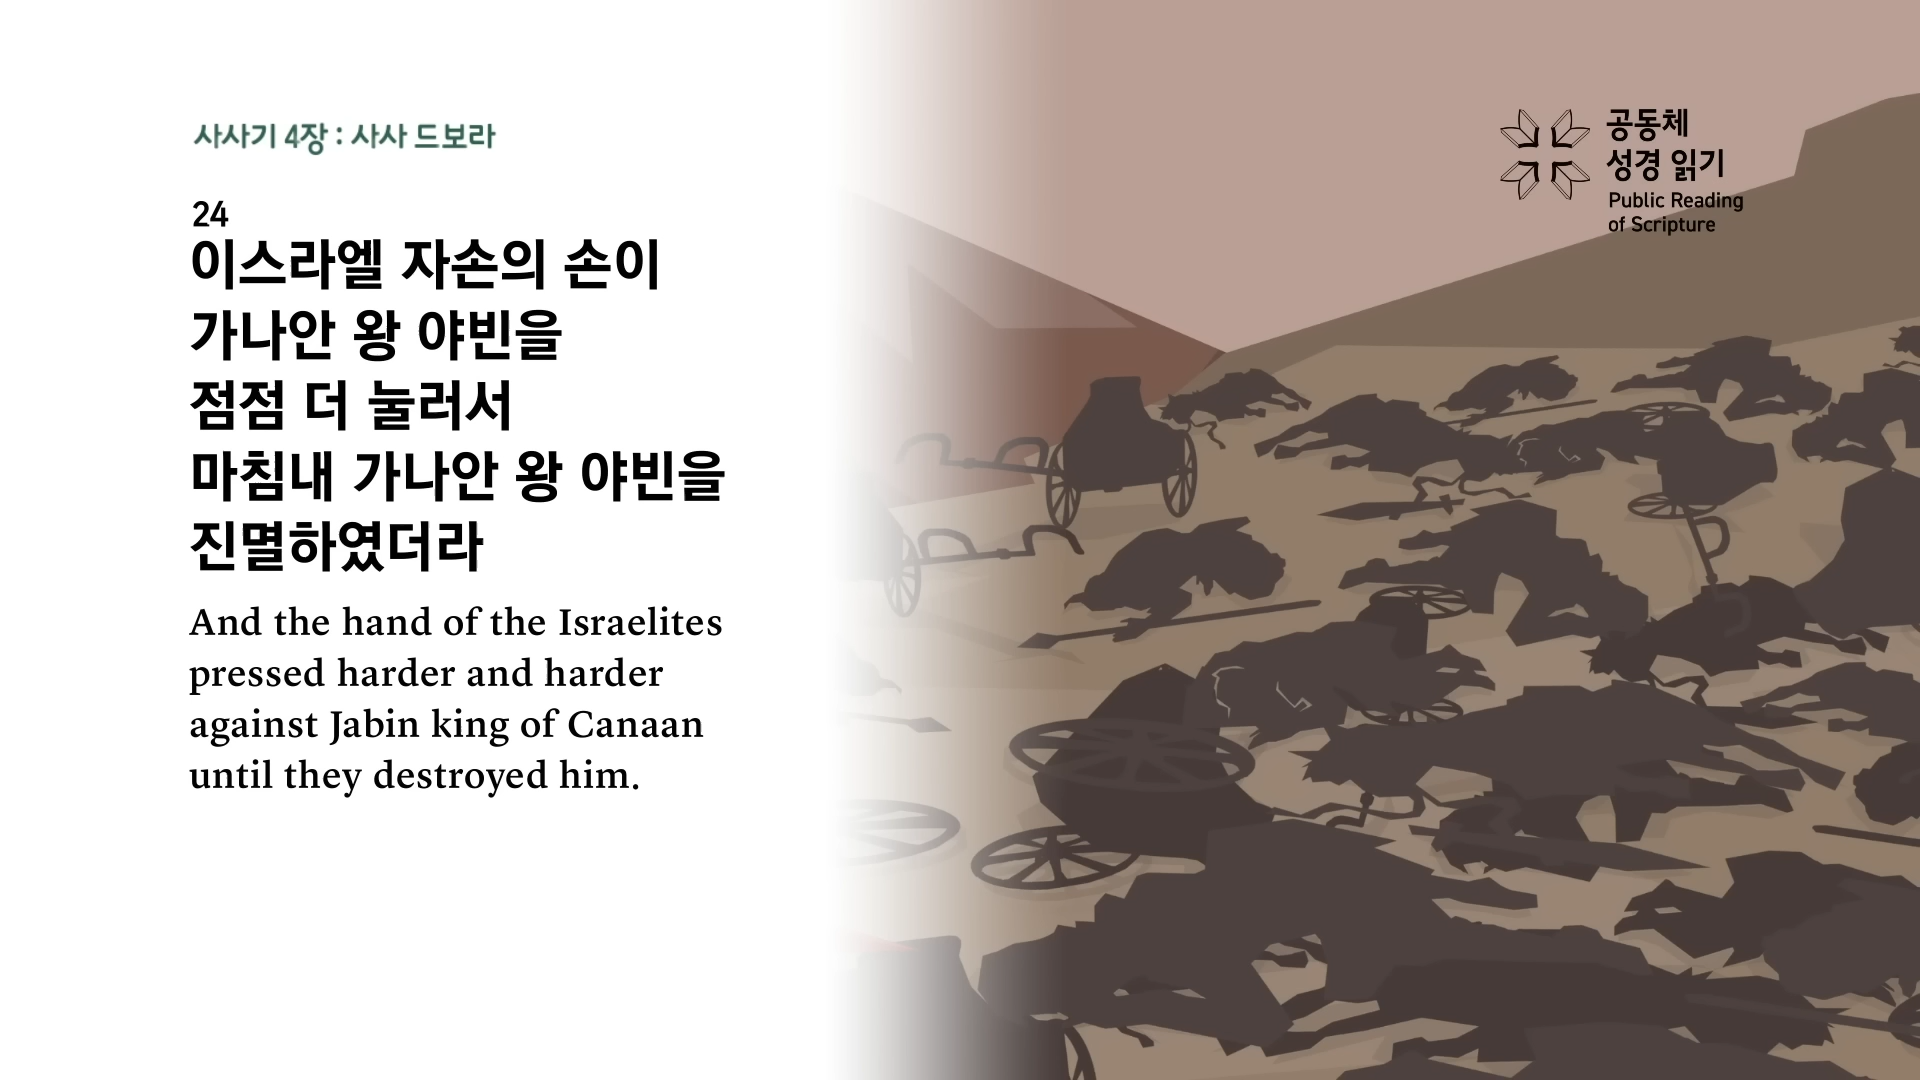 사사기 4장 : 사사 드보라
24
이스라엘 자손의 손이
가나안 왕 야빈을
점점 더 눌러서
마침내 가나안 왕 야빈을
진멸하였더라
And the hand of the Israelites
pressed harder and harder
against Jabin king of Canaan
until they destroyed him.
공동체
성경 읽기
Public Reading
of Scripture